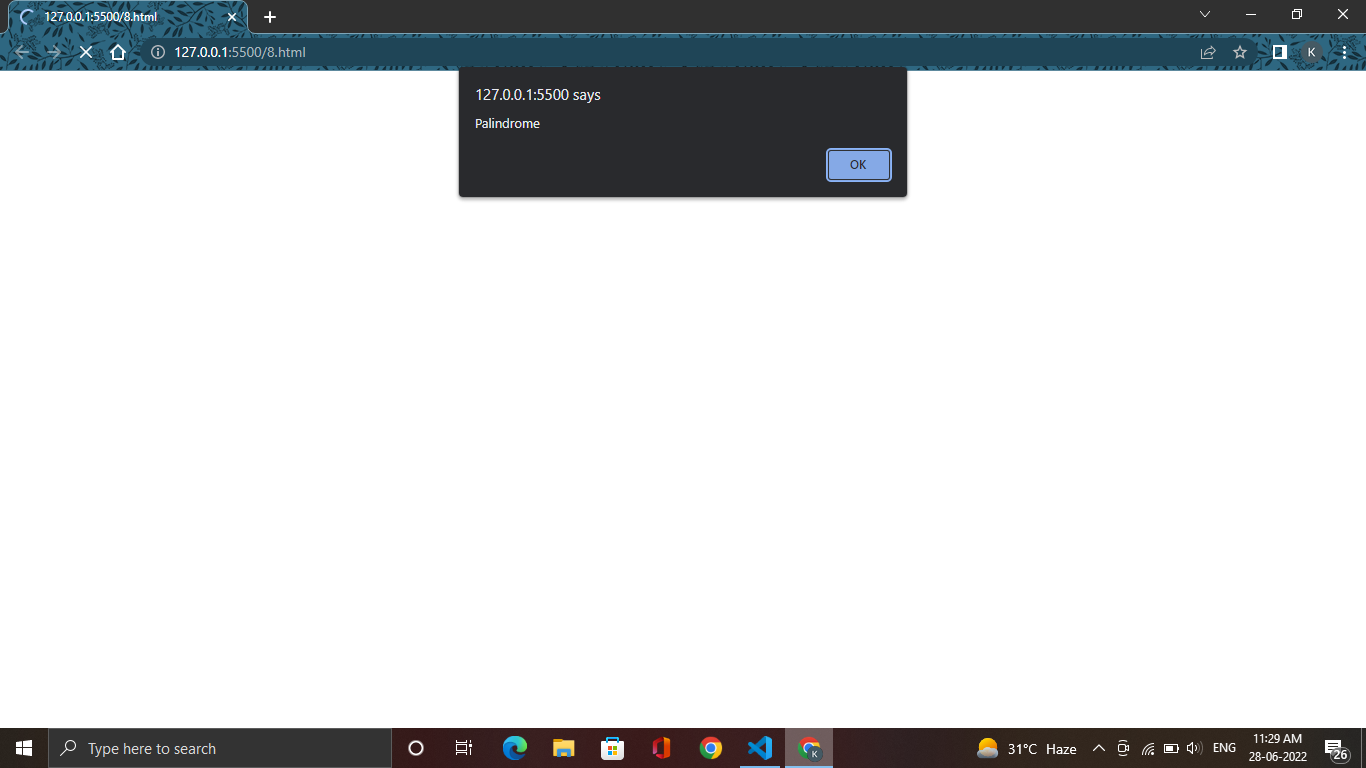 127.0.0.1:5500/8.html
127.0.0.1:5500/8.html
K
127.0.0.1:5500 says
Palindrome
OK
Type here to search
K
31°C Haze
ENG
11:29 AM
28-06-2022
26